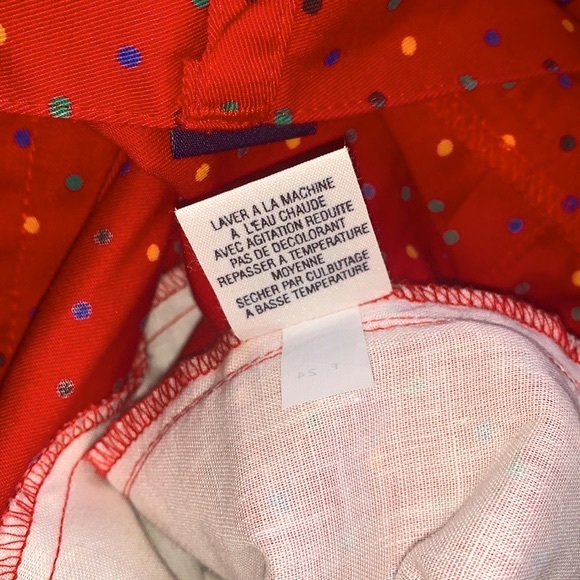 LAVER A LA MACHINE
A L'EAU CHAUDE
AVEC AGITATION REDUITE
PAS DE DECOLORANT
REPASSER A TEMPERATURE
MOYENNE
SECHER PAR CULBUTAGE
A BASSE TEMPERATURE